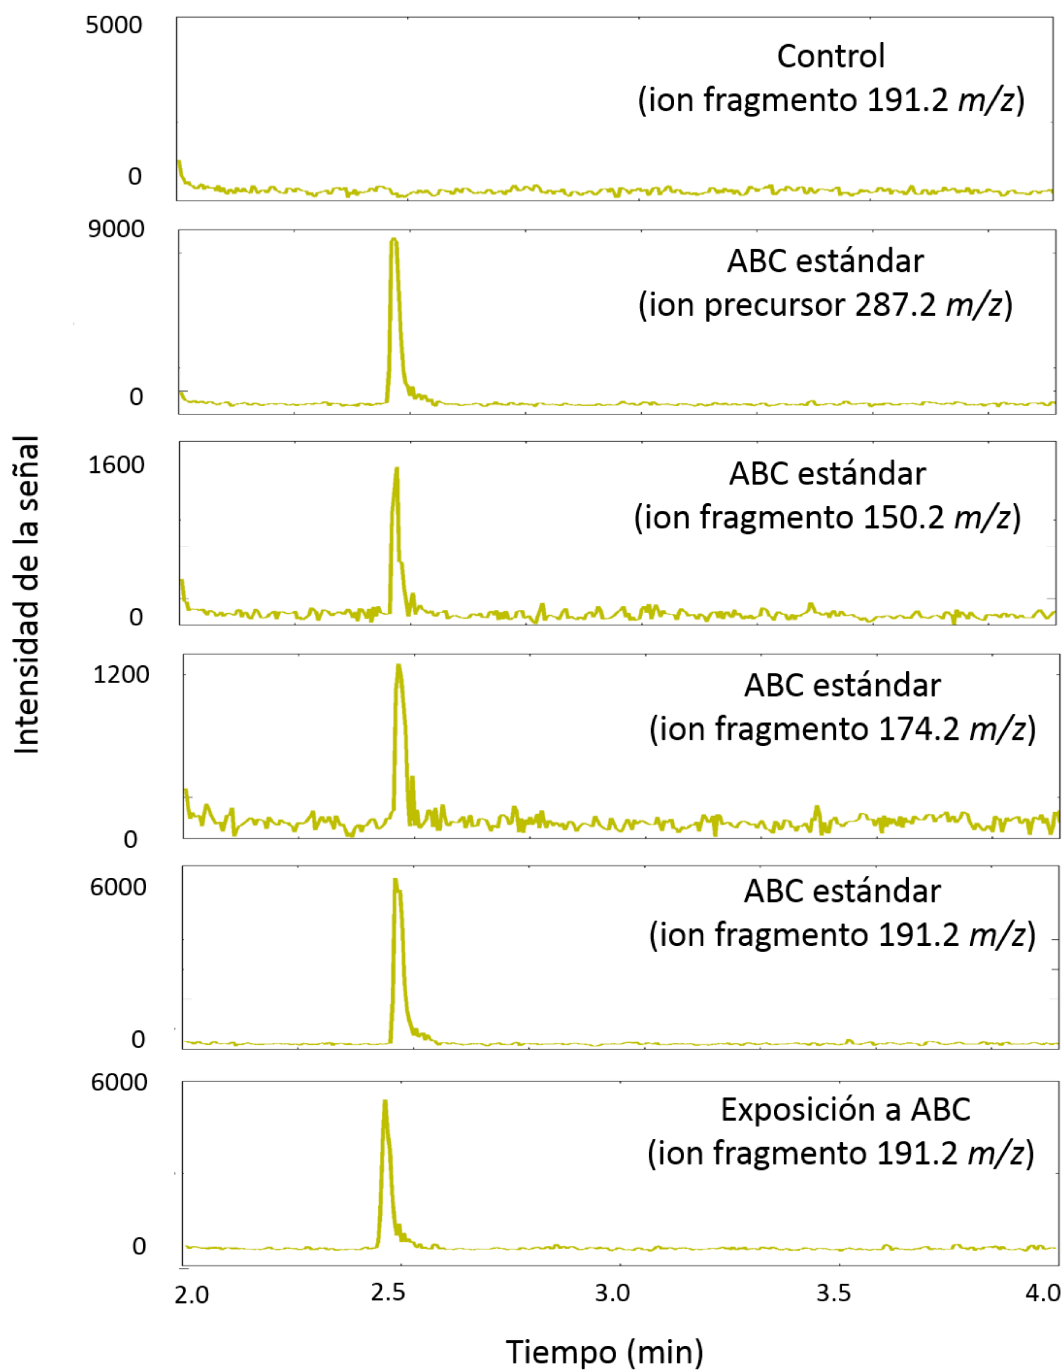 5000
Control
(ion fragmento 191.2 m/z)
0
9000
ABC estándar
(ion precursor 287.2 m/z)
0
1600
ABC estándar
(ion fragmento 150.2 m/z)
0
Intensidad de la señal
1200
ABC estándar
(ion fragmento 174.2 m/z)
0
6000
ABC estándar
(ion fragmento 191.2 m/z)
0
6000
Exposición a ABC
(ion fragmento 191.2 m/z)
0
2.0 2.5 3.0 3.5 4.0
Tiempo (min)